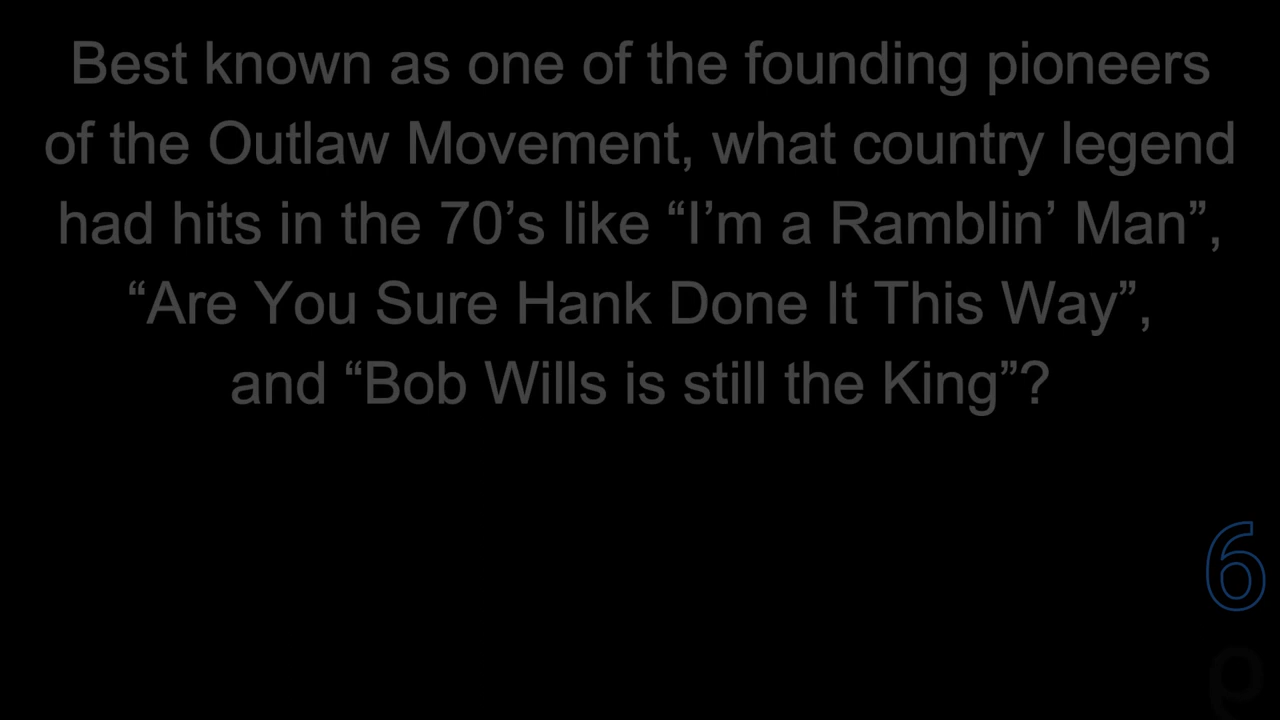 Best known as one of the founding pioneers
of the Outlaw Movement, what country legend
had hits in the 70’s like “I’m a Ramblin’ Man”,
“Are You Sure Hank Done It This Way”,
and “Bob Wills is still the King”?
6